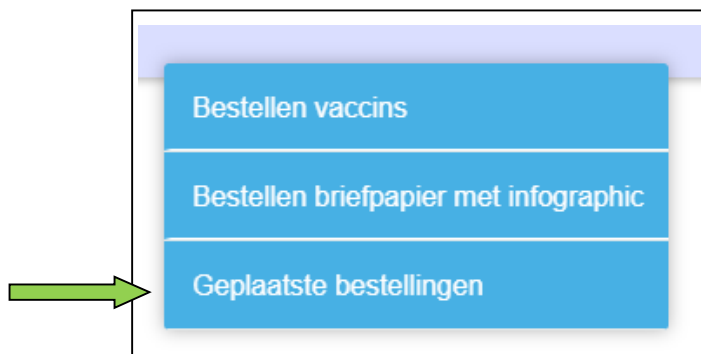 Bestellen vaccins
Bestellen briefpapier met infographic
Geplaatste bestellingen